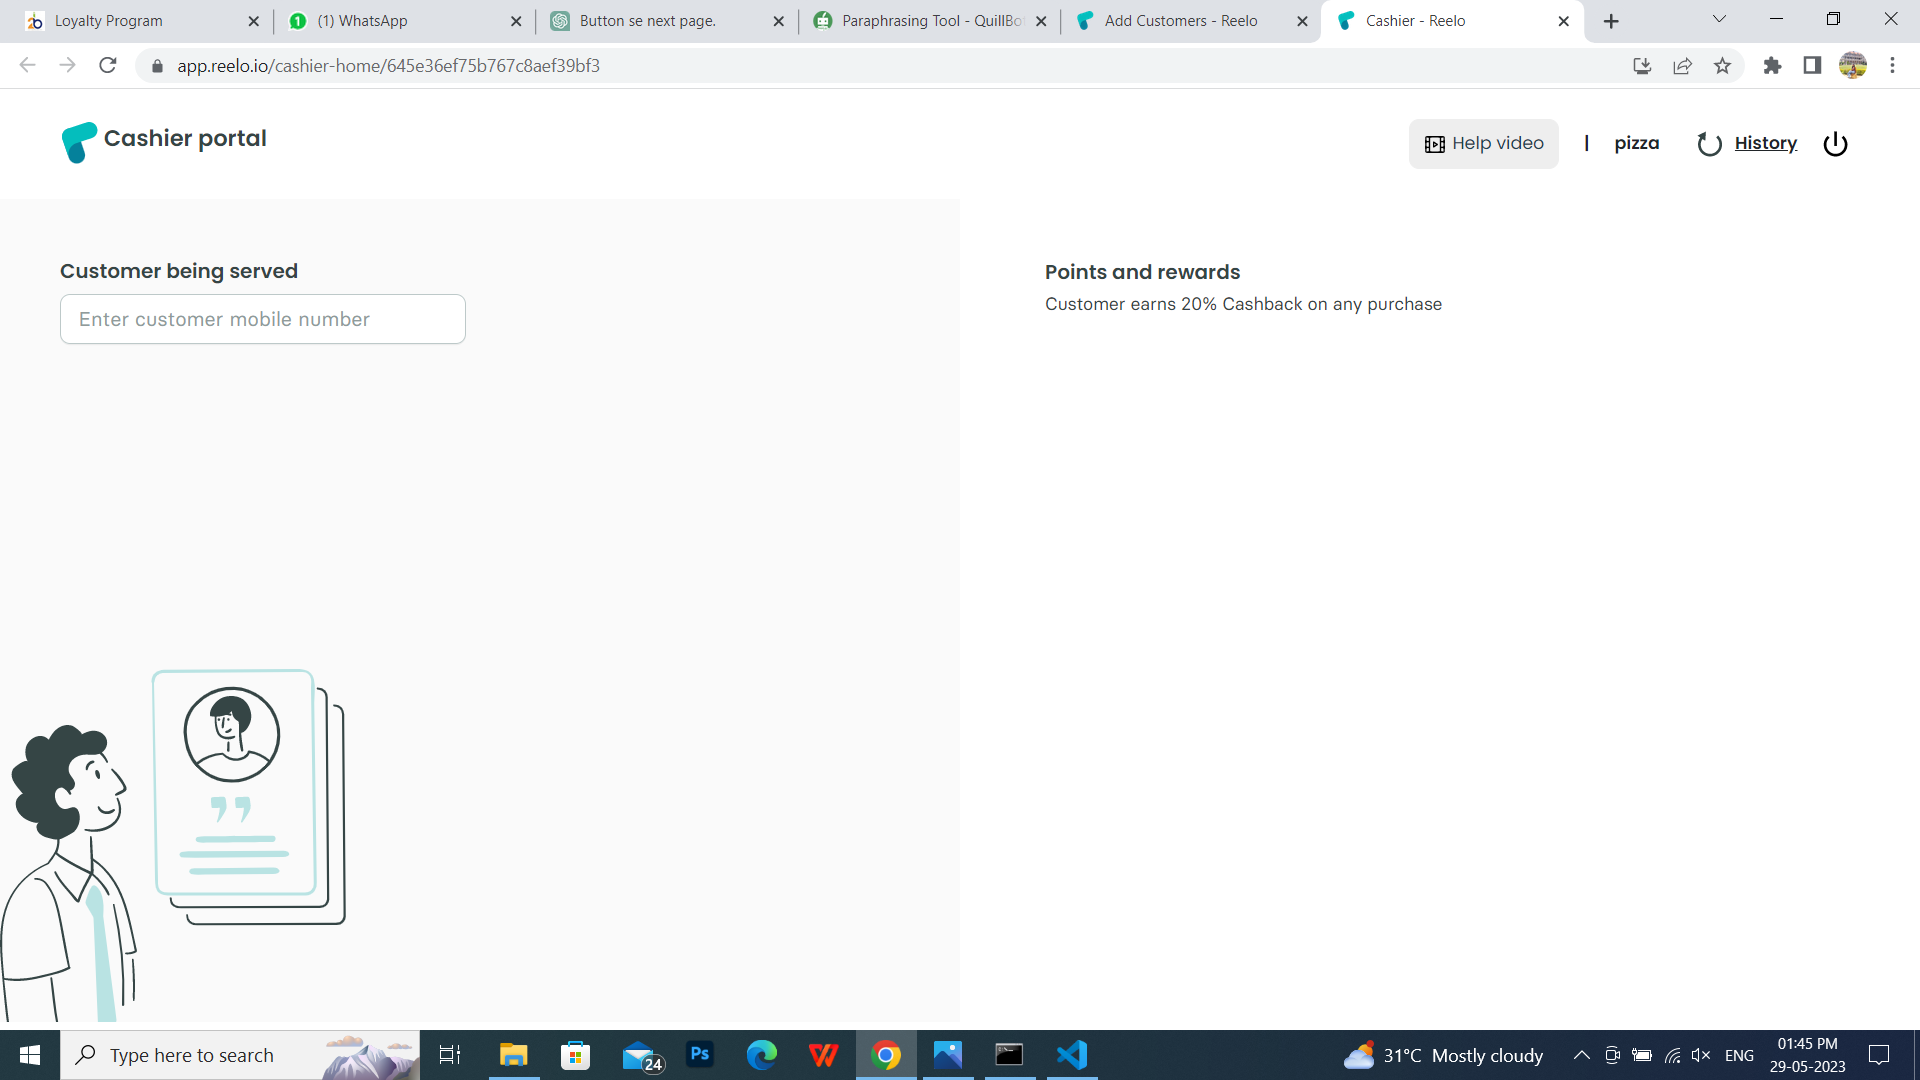 Loyalty Program
(1) WhatsApp
Button se next page.
Paraphrasing Tool - QuillBo
Add Customers - Reelo
Cashier - Reelo
app.reelo.io/cashier-home/645e36ef75b767c8aef39bf3
Cashier portal
Help video
|
pizza
History
Customer being served
Enter customer mobile number
Points and rewards
Customer earns 20% Cashback on any purchase
Type here to search
24
Ps
31°C Mostly cloudy
ENG
01:45 PM
29-05-2023